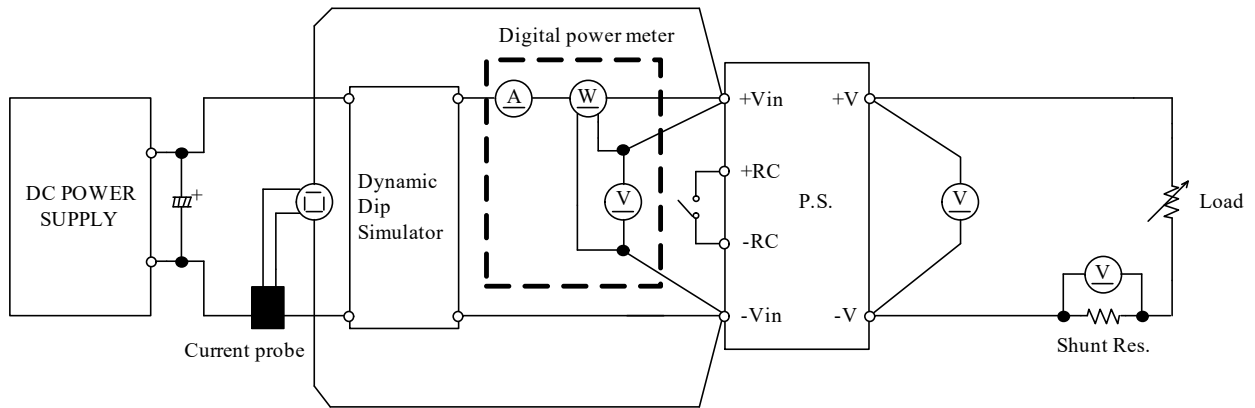 Digital power meter
A
W
+Vin
+V
DC POWER
SUPPLY
+
Dynamic
Dip
Simulator
V
+RC
-RC
P.S.
V
Load
V
-Vin
-V
Current probe
Shunt Res.